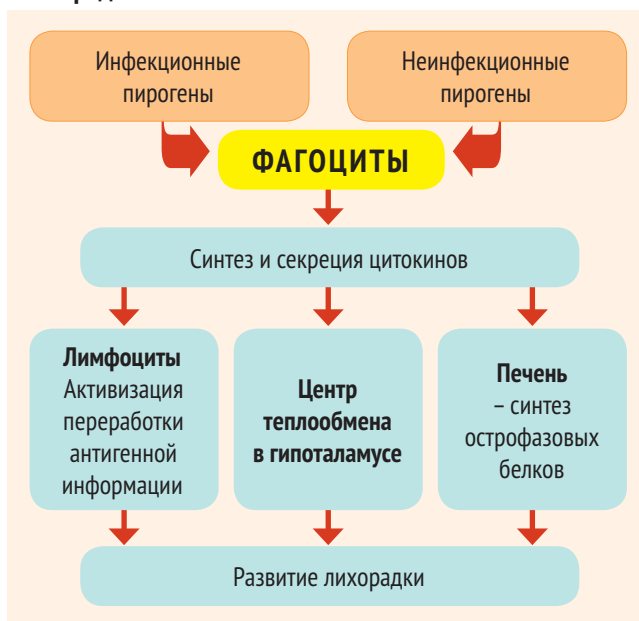 Инфекционные
пирогены
Неинфекционные
пирогены
ФАГОЦИТЫ
Синтез и секреция цитокинов
Лимфоциты
Активизация
переработки
антигенной
информации
Центр
теплообмена
в гипоталамусе
Печень
– синтез
острофазовых
белков
Развитие лихорадки